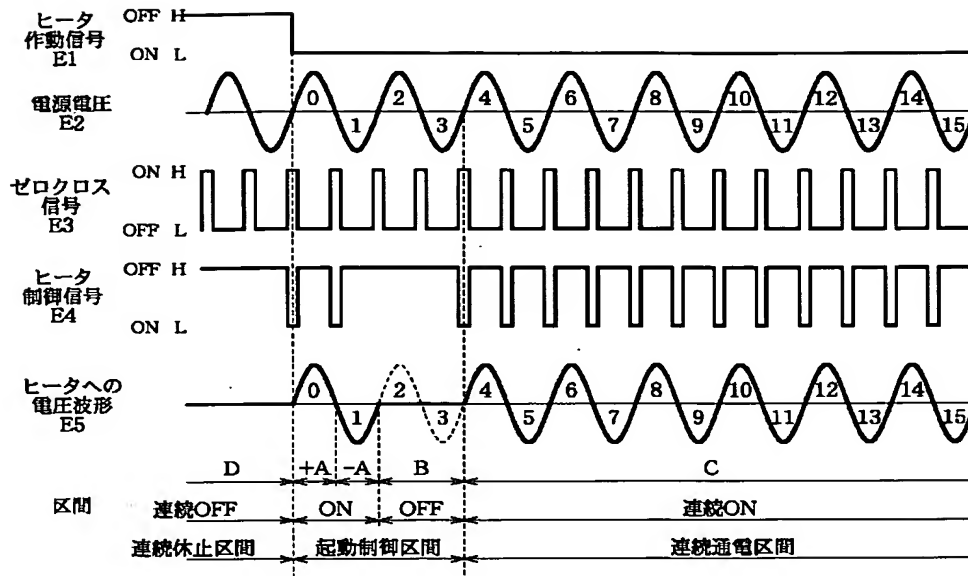 ヒータ
作動信号
E1
OFF H
ON L
電源電圧
E2
0 2 4 6 8 10 12 14
1 3 5 7 9 11 13 15
ゼロクロス
信号
E3
ON H
OFF L
ヒータ
制御信号
E4
OFF H
ON L
ヒータへの
電圧波形
E5
0 2 4 6 8 10 12 14
1 3 5 7 9 11 13 15
区間
D +A -A B C
連続OFF ON OFF 連続ON
連続休止区間 起動制御区間 連続通電区間